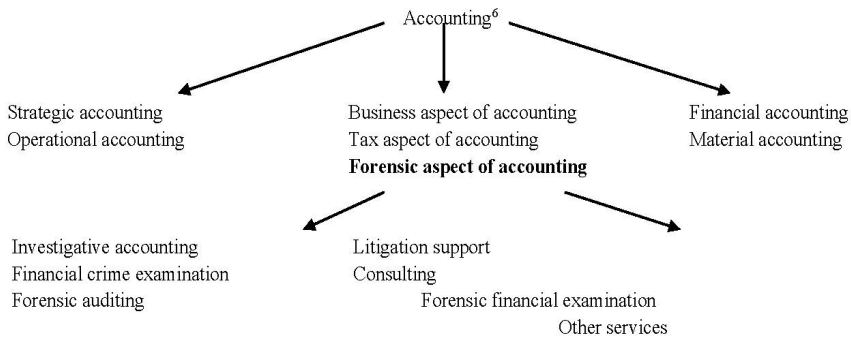 Accounting6
Strategic accounting
Operational accounting
Business aspect of accounting
Tax aspect of accounting
Forensic aspect of accounting
Financial accounting
Material accounting
Investigative accounting
Financial crime examination
Forensic auditing
Litigation support
Consulting
Forensic financial examination
Other services